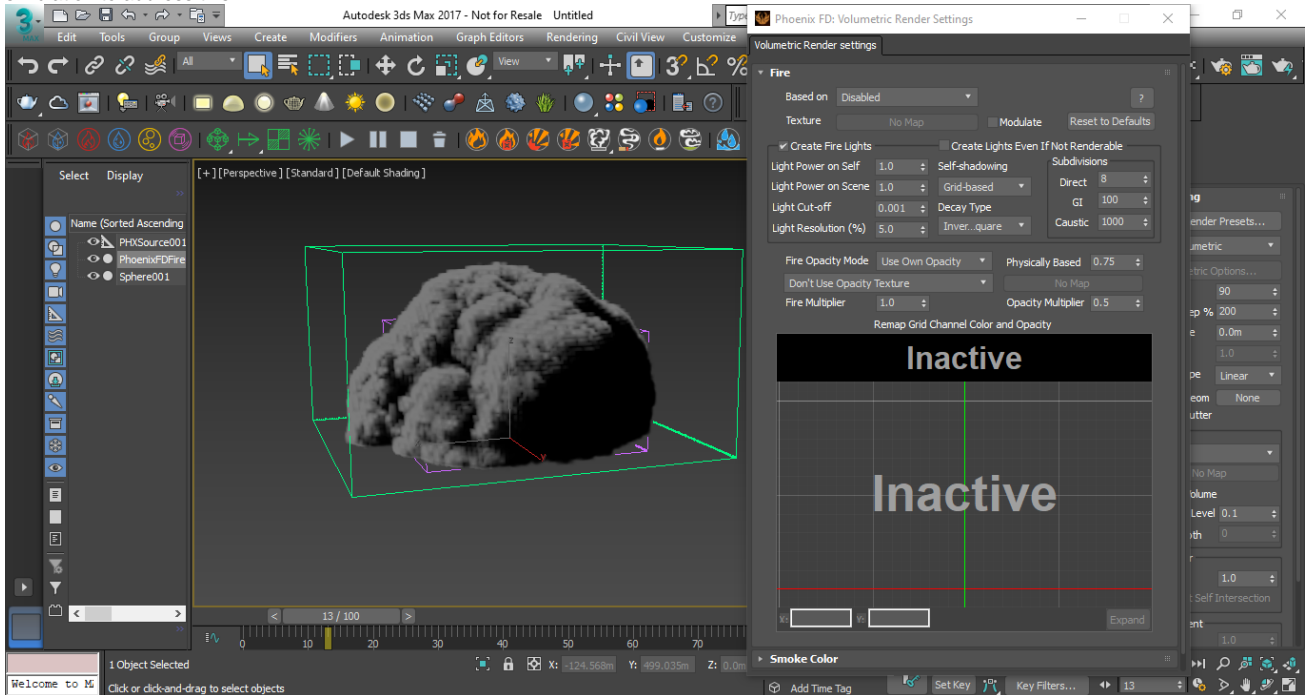 Autodesk 3ds Max 2017 - Not for Resale Untitled
Type
Edit Tools Group Views Create Modifiers Animation Graph Editors Rendering Civil View Customize
All
View
Select Display
Name (Sorted Ascending
PHXSource001
PhoenixFDFire
Sphere001
[+] [Perspective] [Standard] [Default Shading]
z
Y
Phoenix FD: Volumetric Render Settings
Volumetric Render settings
Fire
Based on Disabled ?
Texture No Map Modulate Reset to Defaults
Create Fire Lights Create Lights Even If Not Renderable
Light Power on Self 1.0 Self-shadowing Subdivisions
Light Power on Scene 1.0 Grid-based Direct 8
Light Cut-off 0.001 Decay Type GI 100
Light Resolution (%) 5.0 Inver...quare Caustic 1000
Fire Opacity Mode Use Own Opacity Physically Based 0.75
Don't Use Opacity Texture No Map
Fire Multiplier 1.0 Opacity Multiplier 0.5
Remap Grid Channel Color and Opacity
Inactive
Inactive
Expand
Smoke Color
ender Presets...
umetric
etric Options...
90
ep % 200
e 0.0m
1.0
pe Linear
eom None
utter
No Map
olume
Level 0.1
pth 0
1.0
Self Intersection
ent
1.0
13 / 100
0 10 20 30 40 50 60 70
1 Object Selected X: -124.568m Y: 499.035m Z: 0.0m
Welcome to M
Click or click-and-drag to select objects
Add Time Tag Set Key Key Filters... 13